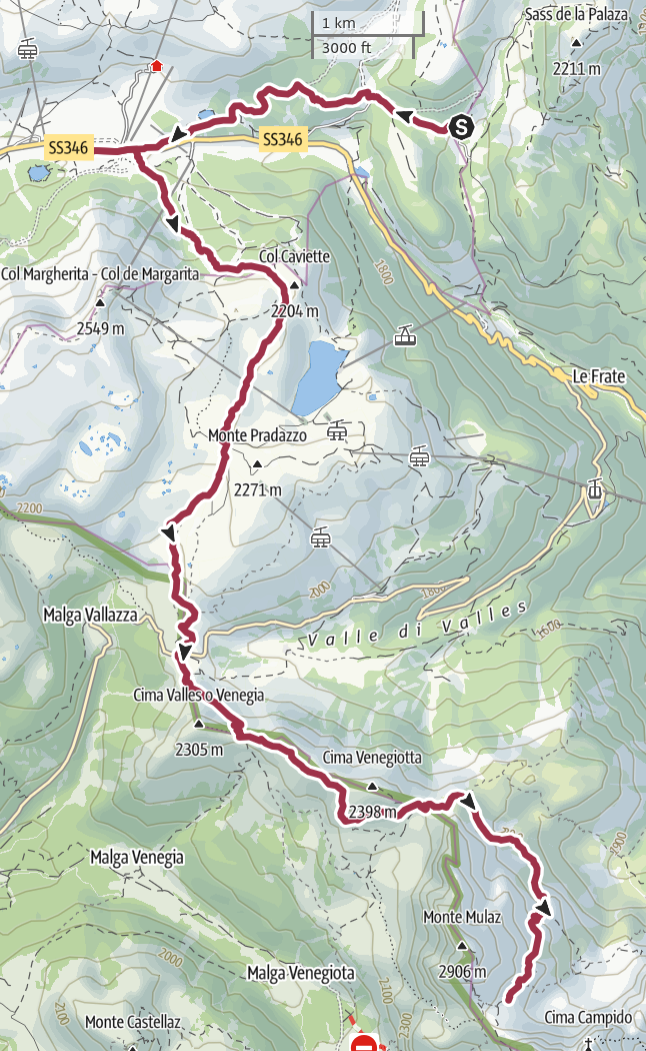 1 km
3000 ft
Sass de la Palaza
2211 m
S
SS346
SS346
Col Caviette
2204 m
1800
Col Margherita - Col de Margarita
2549 m
Le Frate
Monte Pradazzo
2271 m
2200
1800
Valle di Valles
1600
Malga Vallazza
Cima Valles o Venegia
2305 m
Cima Venegiotta
2398 m
Malga Venegia
1900
Monte Mulaz
2906 m
2000
Malga Venegiota
2100
2300
2100
Cima Campido
Monte Castellaz